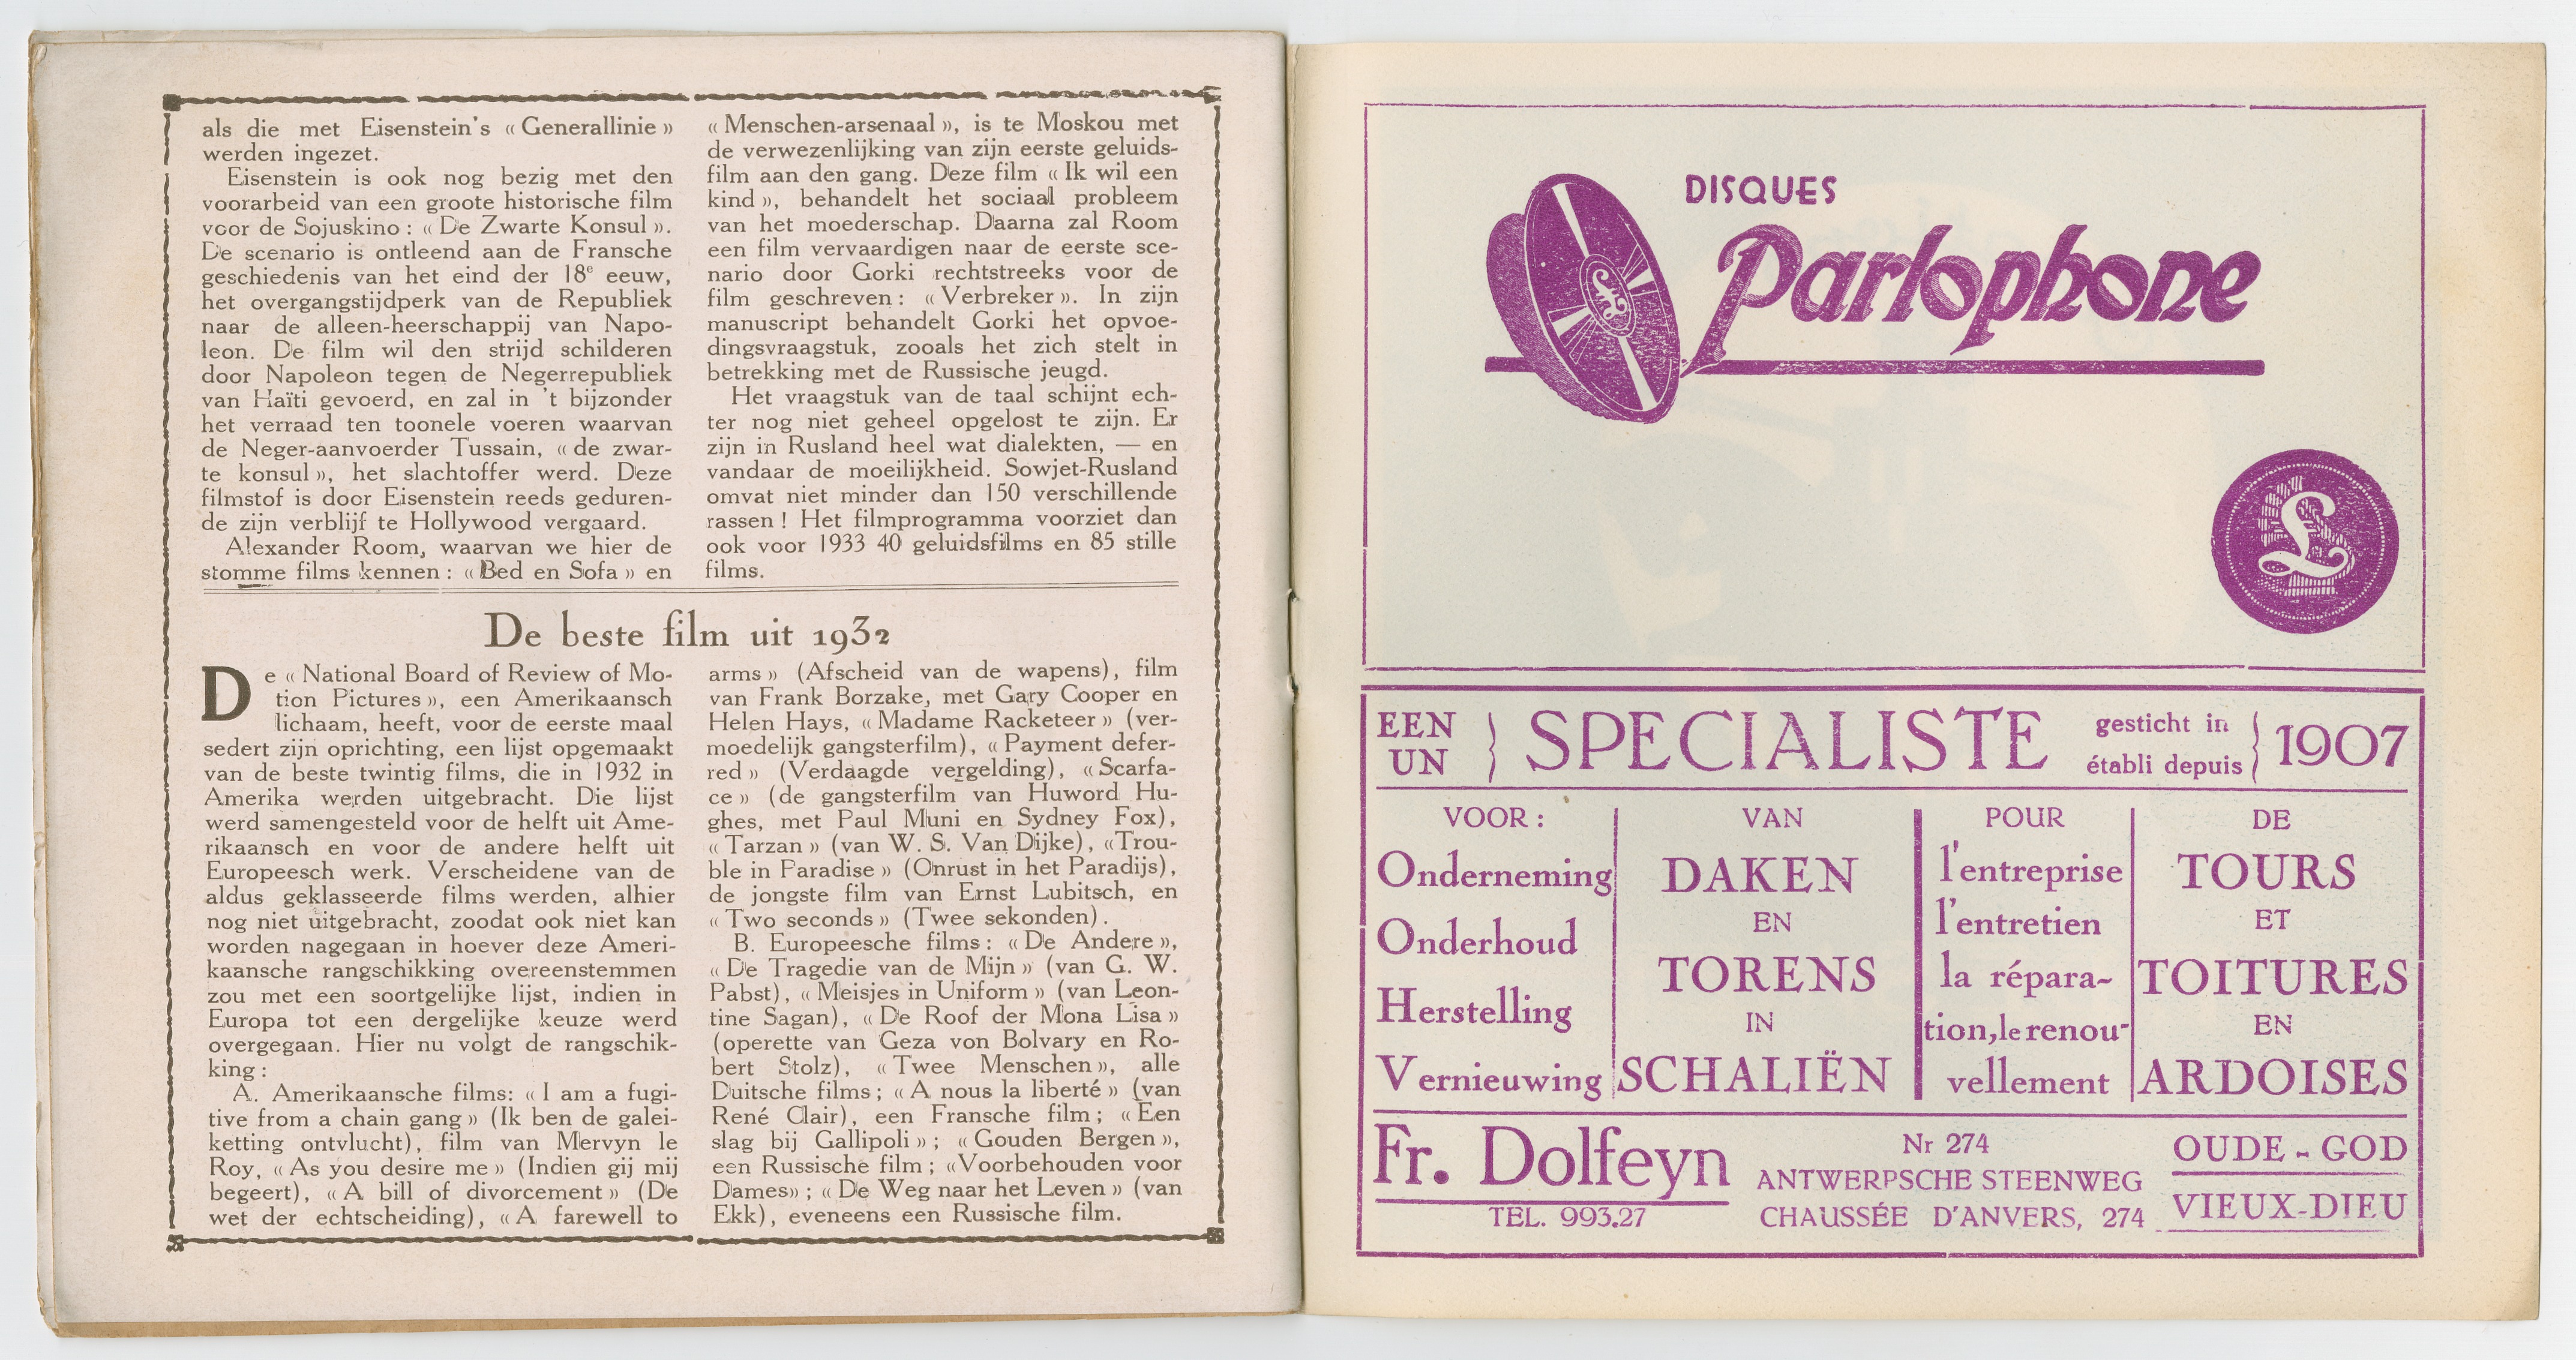 als die met Eisenstein's « Generallinie »
werden ingezet.
Eisenstein is ook nog bezig met den
voorarbeid van een groote historische film
voor de Sojuskino : « De Zwarte Konsul ».
De scenario is ontleend aan de Fransche
geschiedenis van het eind der 18e eeuw,
het overgangstijdperk van de Republiek
naar de alleen-heerschappij van Napo-
leon. De film wil den strijd schilderen
door Napoleon tegen de Negerrepubliek
van Haïti gevoerd, en zal in 't bijzonder
het verraad ten toonele voeren waarvan
de Neger-aanvoerder Tussain, « de zwar-
te konsul », het slachtoffer werd. Deze
filmstof is door Eisenstein reeds geduren-
de zijn verblijf te Hollywood vergaard.
Alexander Room, waarvan we hier de
stomme films kennen : « Bed en Sofa » en
« Menschen-arsenaal », is te Moskou met
de verwezenlijking van zijn eerste geluids-
film aan den gang. Deze film « Ik wil een
kind », behandelt het sociaal probleem
van het moederschap. Daarna zal Room
een film vervaardigen naar de eerste sce-
nario door Gorki rechtstreeks voor de
film geschreven : « Verbreker ». In zijn
manuscript behandelt Gorki het opvoe-
dingsvraagstuk, zooals het zich stelt in
betrekking met de Russische jeugd.
Het vraagstuk van de taal schijnt ech-
ter nog niet geheel opgelost te zijn. Er
zijn in Rusland heel wat dialekten, — en
vandaar de moeilijkheid. Sowjet-Rusland
omvat niet minder dan 150 verschillende
rassen ! Het filmprogramma voorziet dan
ook voor 1933 40 geluidsfilms en 85 stille
films.
De beste film uit 1932
De « National Board of Review of Mo-
tion Pictures », een Amerikaansch
lichaam, heeft, voor de eerste maal
sedert zijn oprichting, een lijst opgemaakt
van de beste twintig films, die in 1932 in
Amerika werden uitgebracht. Die lijst
werd samengesteld voor de helft uit Ame-
rikaansch en voor de andere helft uit
Europeesch werk. Verscheidene van de
aldus geklasseerde films werden, alhier
nog niet uitgebracht, zoodat ook niet kan
worden nagegaan in hoever deze Ameri-
kaansche rangschikking overeenstemmen
zou met een soortgelijke lijst, indien in
Europa tot een dergelijke keuze werd
overgegaan. Hier nu volgt de rangschik-
king :
A. Amerikaansche films: « I am a fugi-
tive from a chain gang » (Ik ben de galei-
ketting ontvlucht), film van Mervyn le
Roy, « As you desire me » (Indien gij mij
begeert), « A bill of divorcement » (De
wet der echtscheiding), « A farewell to
arms » (Afscheid van de wapens), film
van Frank Borzake, met Gary Cooper en
Helen Hays, « Madame Racketeer » (ver-
moedelijk gangsterfilm), « Payment defer-
red » (Verdaagde vergelding), « Scarfa-
ce » (de gangsterfilm van Huword Hu-
ghes, met Paul Muni en Sydney Fox),
« Tarzan » (van W. S. Van Dijke), «Trou-
ble in Paradise » (Onrust in het Paradijs),
de jongste film van Ernst Lubitsch, en
« Two seconds » (Twee sekonden).
B. Europeesche films : « De Andere »,
« De Tragedie van de Mijn » (van G. W.
Pabst), « Meisjes in Uniform » (van Leon-
tine Sagan), « De Roof der Mona Lisa »
(operette van Geza von Bolvary en Ro-
bert Stolz), « Twee Menschen », alle
Duitsche films ; « A nous la liberté » (van
René Clair), een Fransche film ; « Een
slag bij Gallipoli » ; « Gouden Bergen »,
een Russische film ; «Voorbehouden voor
Dames» ; « De Weg naar het Leven » (van
Ekk), eveneens een Russische film.
DISQUES
Parlophone
£
£
EEN
UN
SPECIALISTE
gesticht in
établi depuis
1907
VOOR :
Onderneming
Onderhoud
Herstelling
Vernieuwing
VAN
DAKEN
EN
TORENS
IN
SCHALIËN
POUR
l'entreprise
l'entretien
la répara-
tion, le renou-
vellement
DE
TOURS
ET
TOITURES
EN
ARDOISES
Fr. Dolfeyn
TEL. 993.27
Nr 274
ANTWERPSCHE STEENWEG
CHAUSSÉE D'ANVERS, 274
OUDE - GOD
VIEUX-DIEU